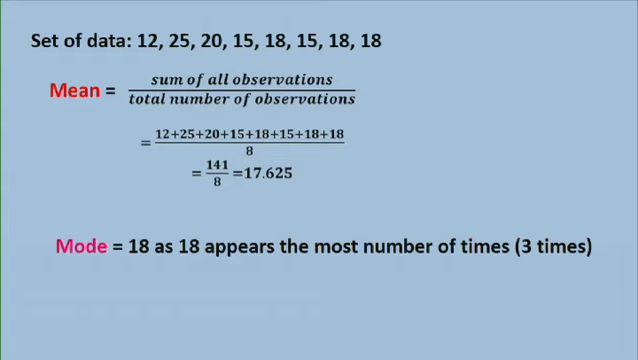 Set of data: 12, 25, 20, 15, 18, 15, 18, 18
Mean = sum of all observations / total number of observations
= 12+25+20+15+18+15+18+18 / 8
= 141 / 8 =17.625
Mode = 18 as 18 appears the most number of times (3 times)